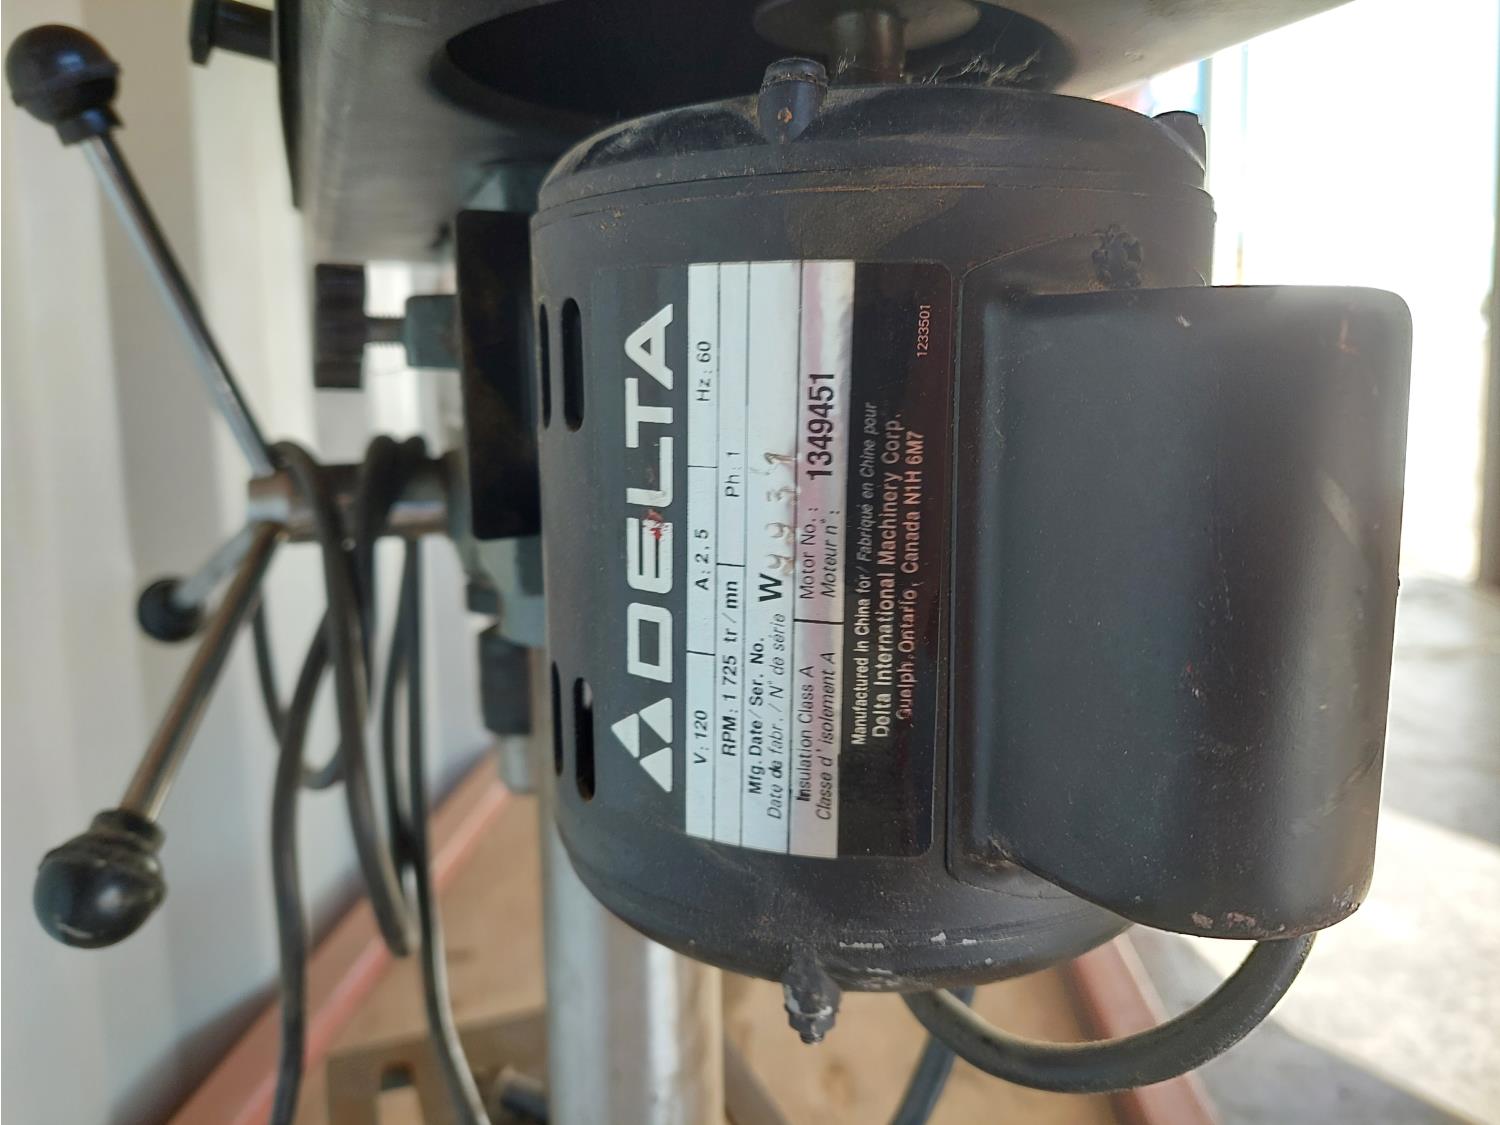 DELTA
V: 120 A: 2,5 Hz: 60
RPM: 1 725 tr / mn Ph: 1
Mfg. Date / Ser. No.
Date de fabr. / N° de série W 9937
Insulation Class A Motor No.: 1349451
Classe d' isolement A Moteur n°:
Manufactured in China for / Fabriqué en Chine pour
Delta International Machinery Corp.
Guelph, Ontario, Canada N1H 6M7
1233501